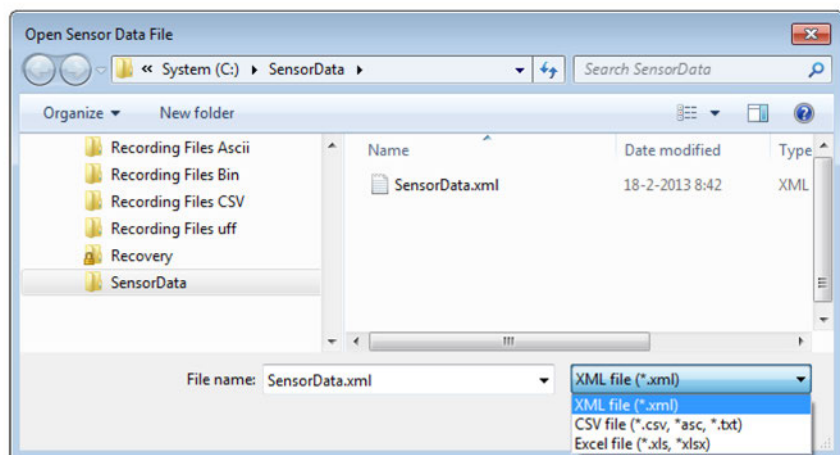 Open Sensor Data File
« System (C:) ▸ SensorData ▸ Search SensorData
Organize New folder
Name Date modified Type
Recording Files Ascii
SensorData.xml 18-2-2013 8:42 XML
Recording Files Bin
Recording Files CSV
Recording Files uff
Recovery
SensorData
File name: SensorData.xml XML file (*.xml)
XML file (*.xml)
CSV file (*.csv, *asc, *.txt)
Excel file (*.xls, *xlsx)